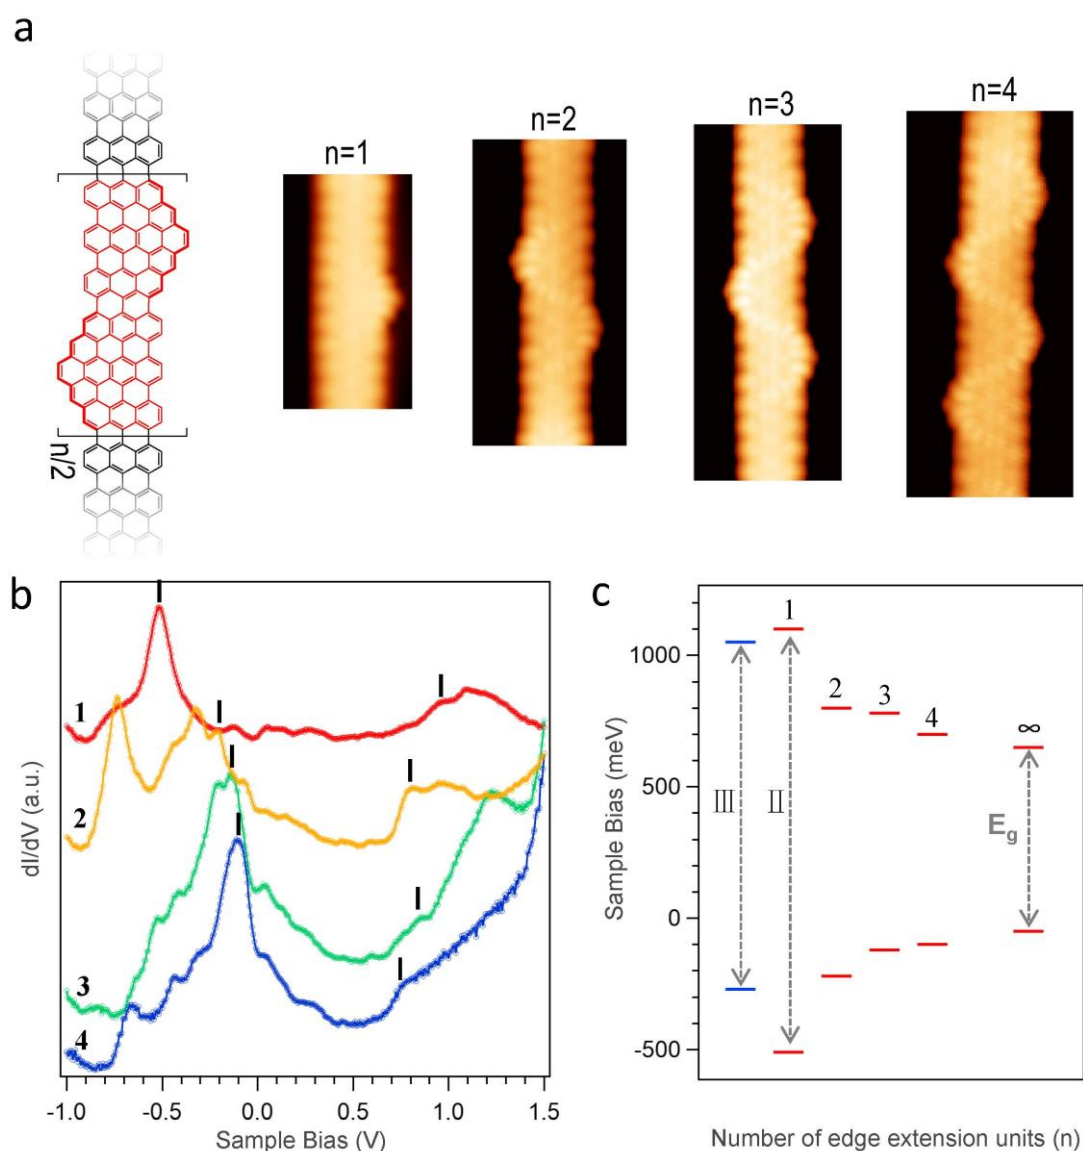 a
n=1
n=2
n=3
n=4
n/2
b
1
2
3
4
dI/dV (a.u.)
-1.0
-0.5
0.0
0.5
1.0
1.5
Sample Bias (V)
c
Sample Bias (meV)
1000
500
0
-500
III
II
1
2
3
4
∞
Eg
Number of edge extension units (n)